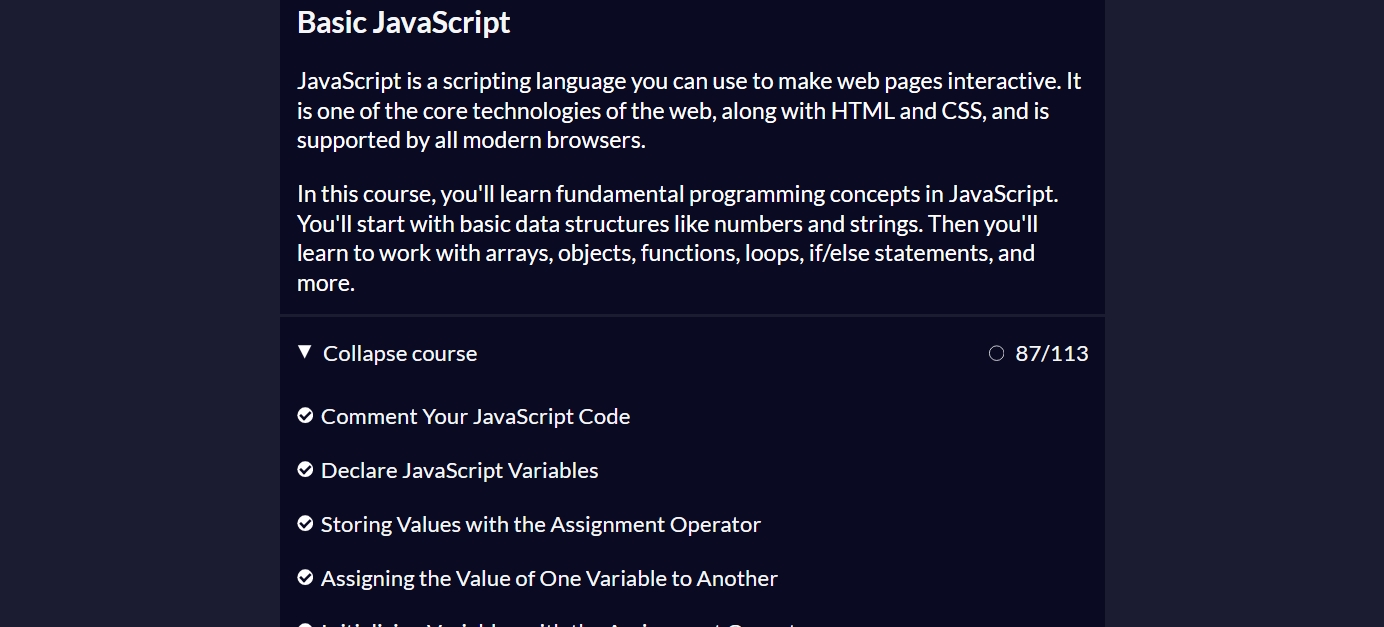 Basic JavaScript
JavaScript is a scripting language you can use to make web pages interactive. It
is one of the core technologies of the web, along with HTML and CSS, and is
supported by all modern browsers.
In this course, you'll learn fundamental programming concepts in JavaScript.
You'll start with basic data structures like numbers and strings. Then you'll
learn to work with arrays, objects, functions, loops, if/else statements, and
more.
Collapse course 87/113
Comment Your JavaScript Code
Declare JavaScript Variables
Storing Values with the Assignment Operator
Assigning the Value of One Variable to Another